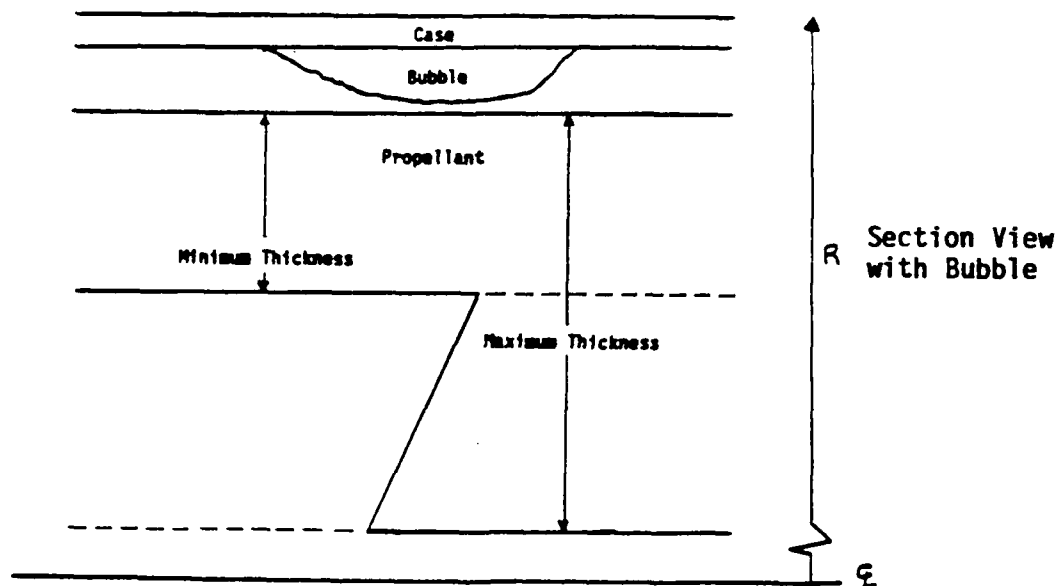 Case
Bubble
Propellant
Minimum Thickness
R
Section View
with Bubble
Maximum Thickness
℄